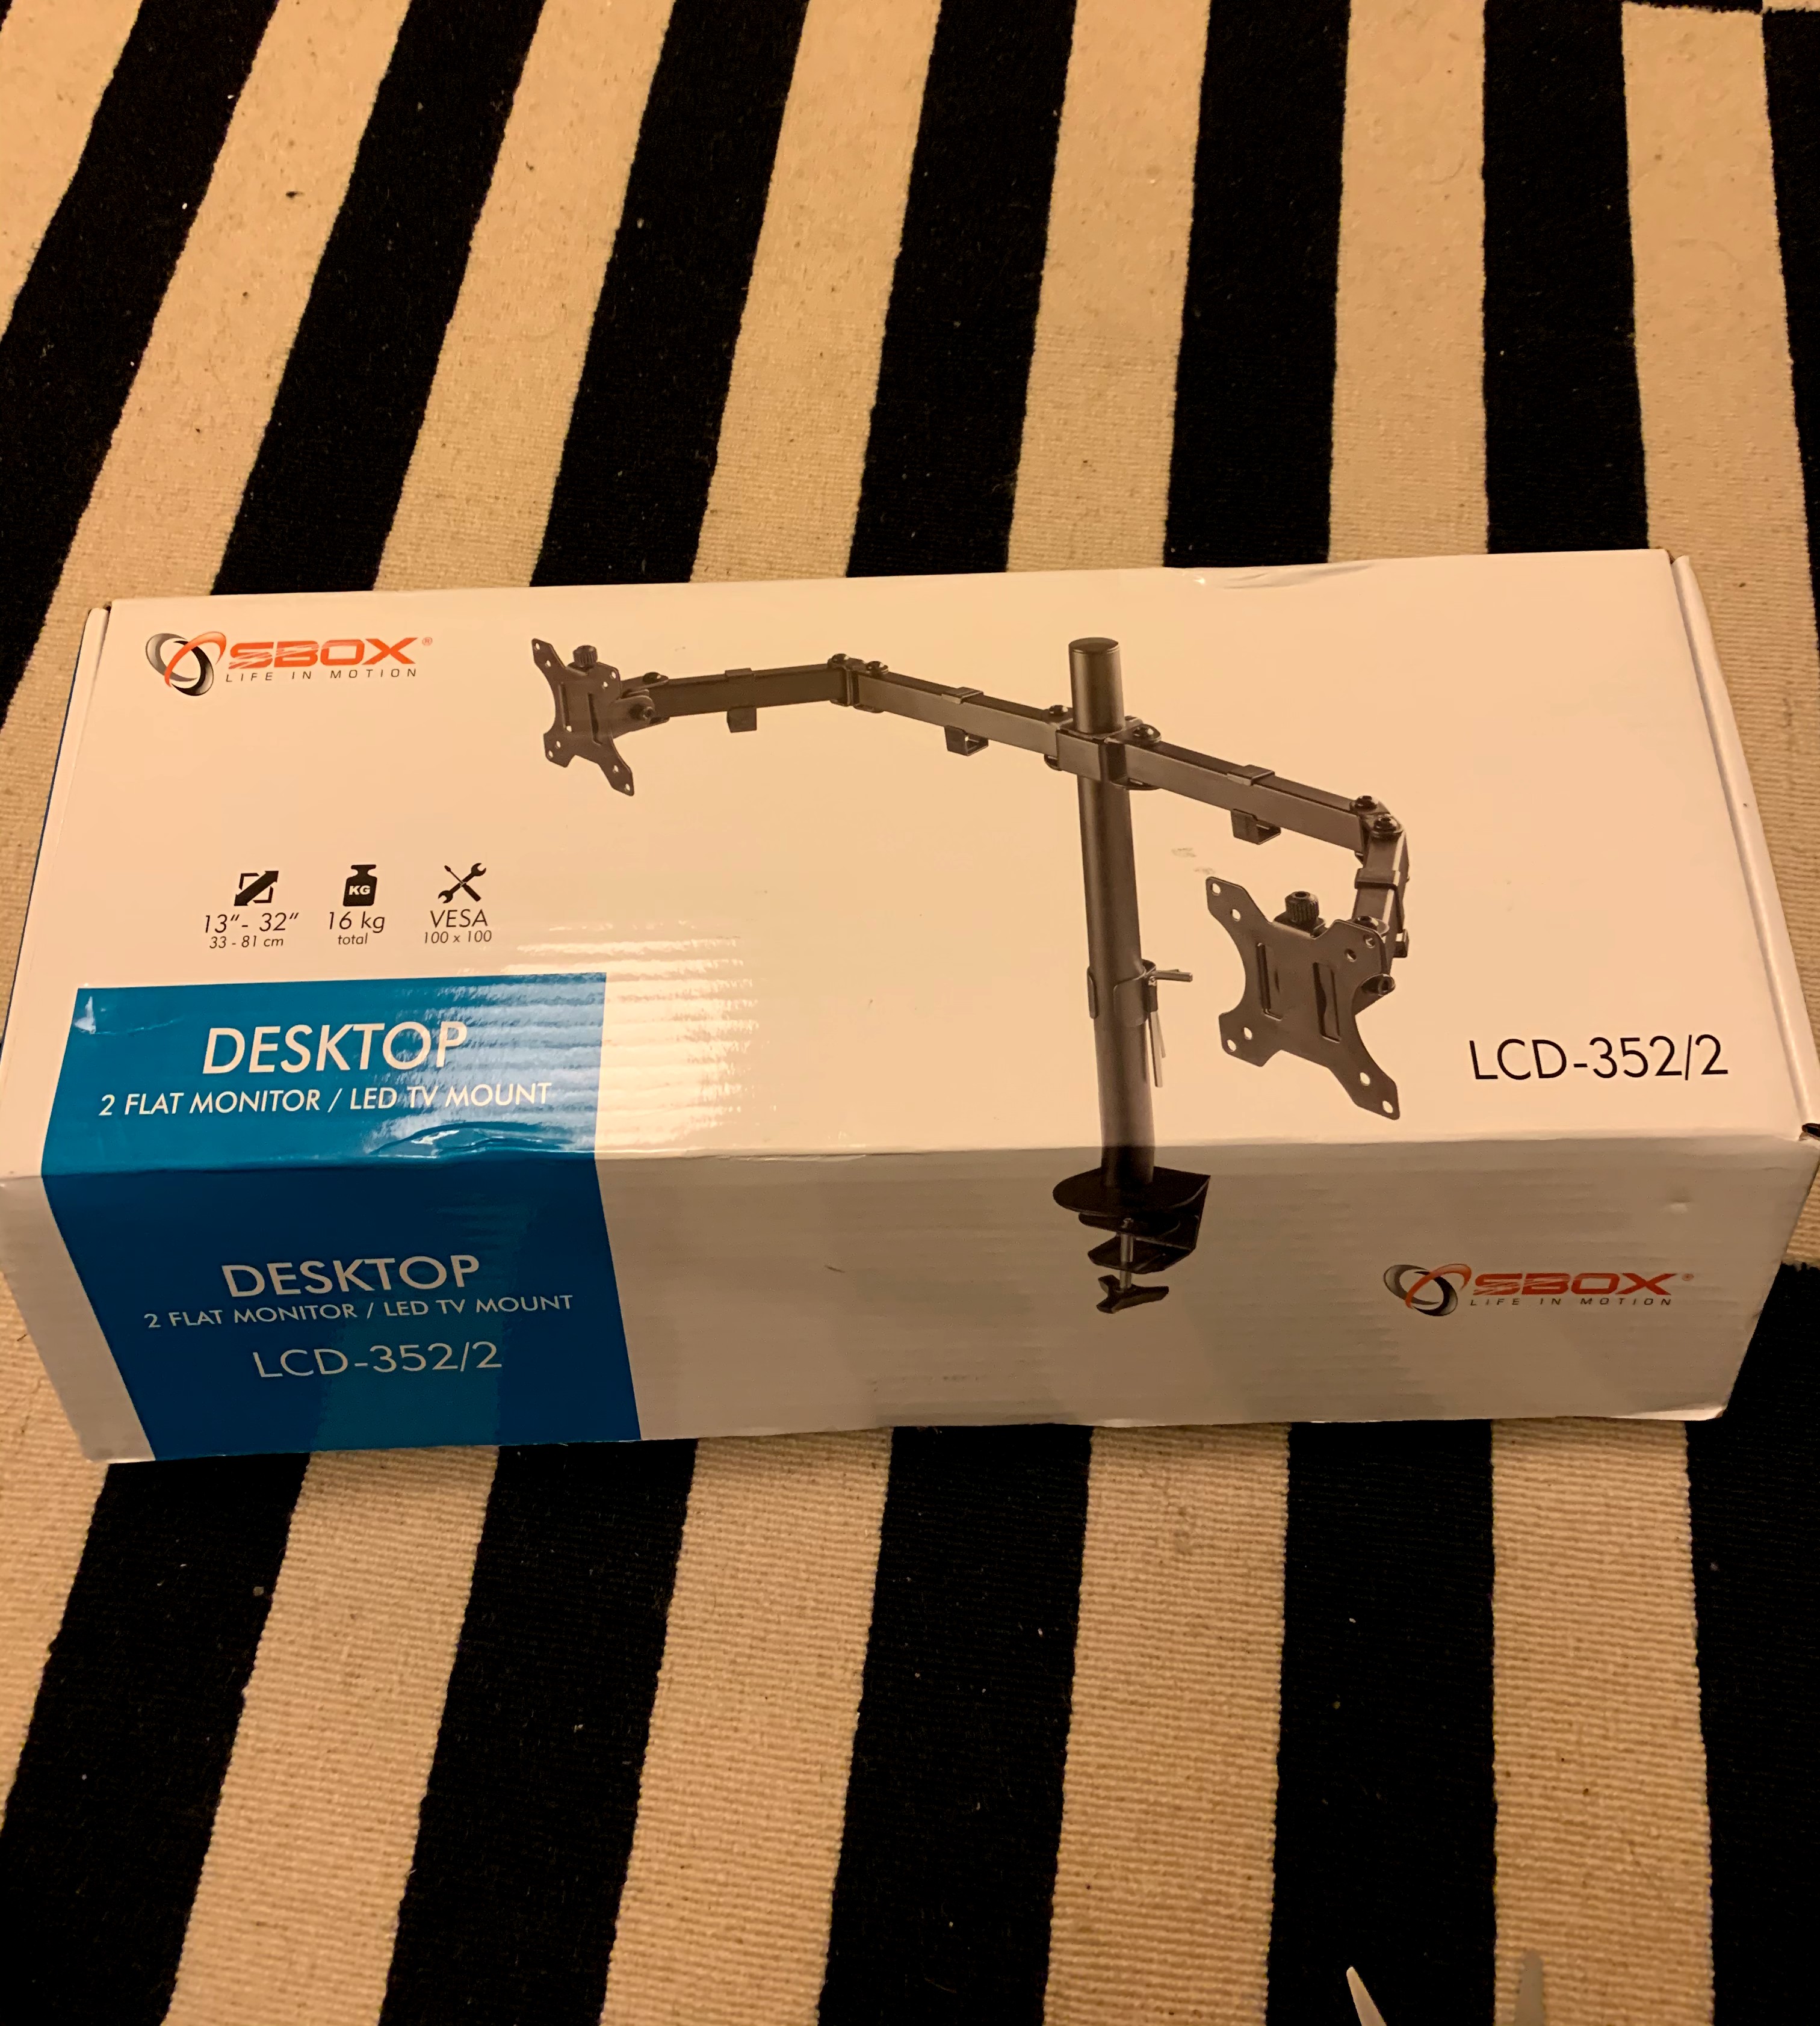 SBOX®
LIFE IN MOTION
13"- 32"
33 - 81 cm
KG
16 kg
total
VESA
100 x 100
DESKTOP
2 FLAT MONITOR / LED TV MOUNT
LCD-352/2
DESKTOP
2 FLAT MONITOR / LED TV MOUNT
LCD-352/2
SBOX®
LIFE IN MOTION